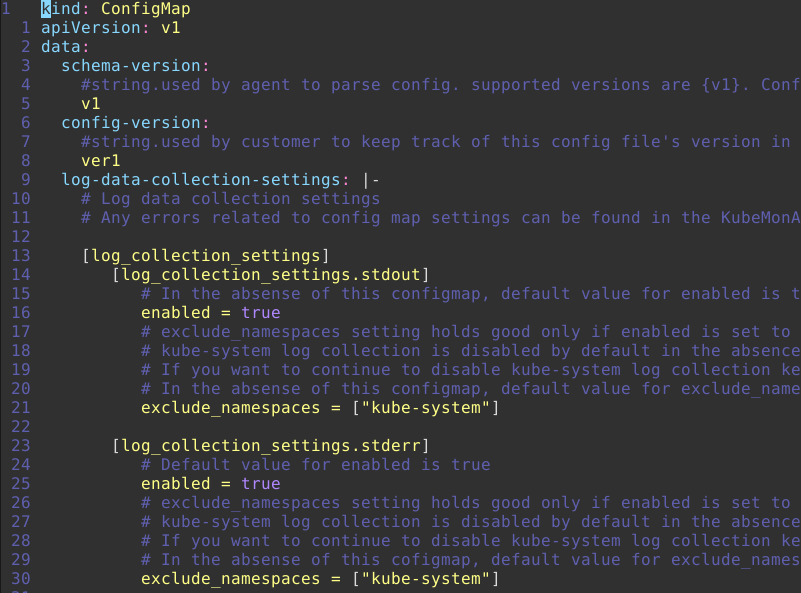 1 kind: ConfigMap
1 apiVersion: v1
2 data:
3 schema-version:
4 #string.used by agent to parse config. supported versions are {v1}. Conf
5 v1
6 config-version:
7 #string.used by customer to keep track of this config file's version in
8 ver1
9 log-data-collection-settings: |-
10 # Log data collection settings
11 # Any errors related to config map settings can be found in the KubeMonA
12
13 [log_collection_settings]
14 [log_collection_settings.stdout]
15 # In the absense of this configmap, default value for enabled is t
16 enabled = true
17 # exclude_namespaces setting holds good only if enabled is set to
18 # kube-system log collection is disabled by default in the absence
19 # If you want to continue to disable kube-system log collection ke
20 # In the absense of this configmap, default value for exclude_name
21 exclude_namespaces = ["kube-system"]
22
23 [log_collection_settings.stderr]
24 # Default value for enabled is true
25 enabled = true
26 # exclude_namespaces setting holds good only if enabled is set to
27 # kube-system log collection is disabled by default in the absence
28 # If you want to continue to disable kube-system log collection ke
29 # In the absense of this cofigmap, default value for exclude_names
30 exclude_namespaces = ["kube-system"]